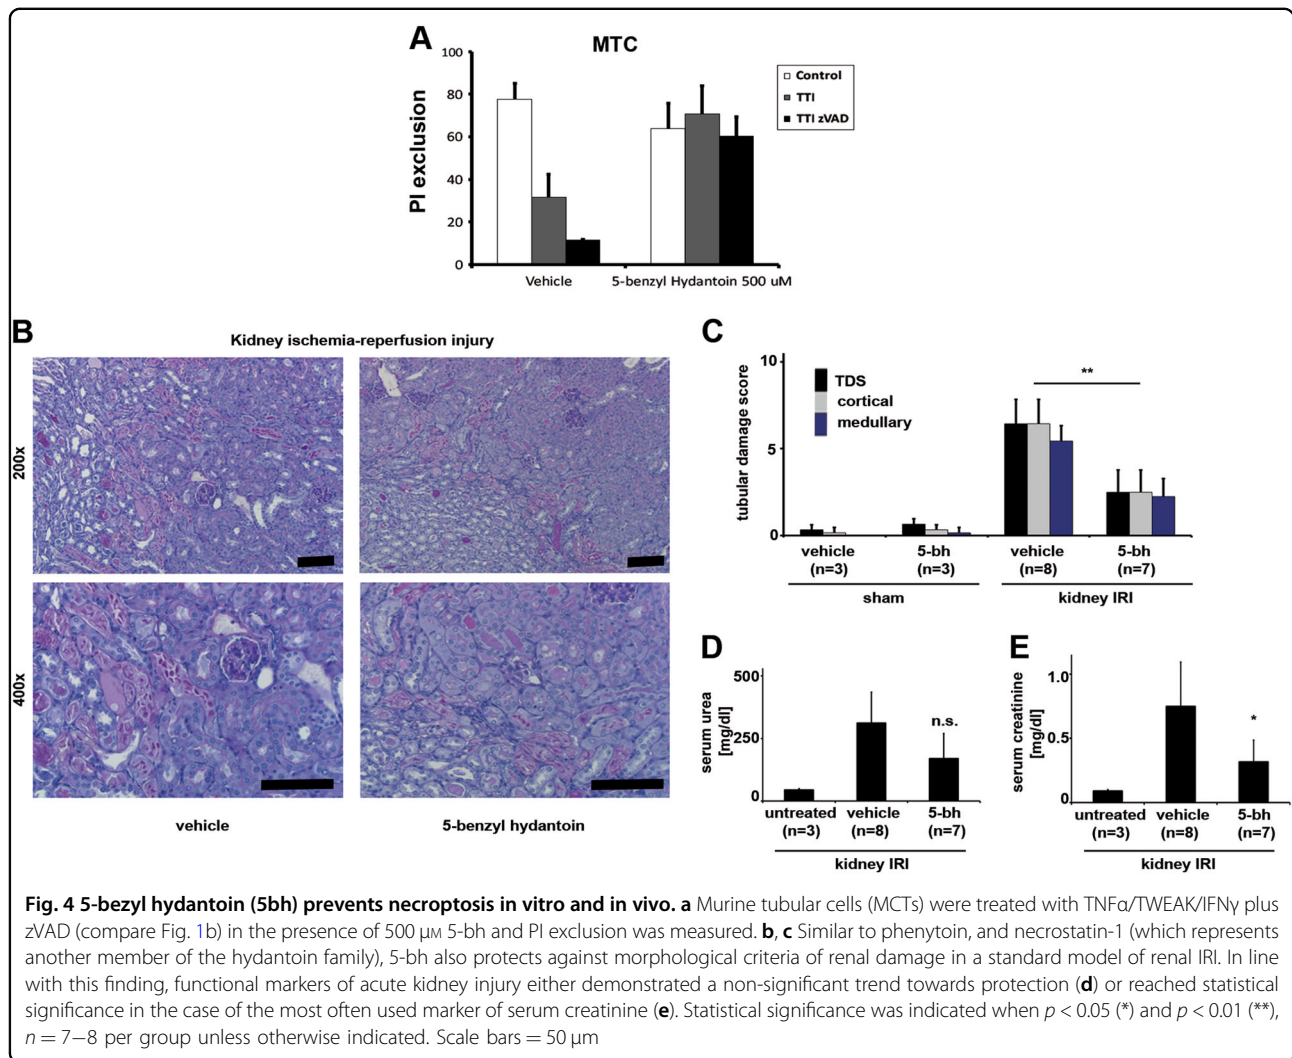 A
MTC
100
80
60
40
20
0
PI exclusion
Control
TTI
TTI zVAD
Vehicle
5-benzyl Hydantoin 500 uM
B
Kidney ischemia-reperfusion injury
200x
400x
vehicle
5-benzyl hydantoin
C
10
5
0
tubular damage score
TDS
cortical
medullary
**
vehicle
(n=3)
5-bh
(n=3)
vehicle
(n=8)
5-bh
(n=7)
sham
kidney IRI
D
500
250
0
serum urea
[mg/dl]
n.s.
untreated
(n=3)
vehicle
(n=8)
5-bh
(n=7)
kidney IRI
E
1.0
0.5
0
serum creatinine
[mg/dl]
*
untreated
(n=3)
vehicle
(n=8)
5-bh
(n=7)
kidney IRI
Fig. 4 5-bezyl hydantoin (5bh) prevents necroptosis in vitro and in vivo. a Murine tubular cells (MCTs) were treated with TNFα/TWEAK/IFNγ plus
zVAD (compare Fig. 1b) in the presence of 500 μM 5-bh and PI exclusion was measured. b, c Similar to phenytoin, and necrostatin-1 (which represents
another member of the hydantoin family), 5-bh also protects against morphological criteria of renal damage in a standard model of renal IRI. In line
with this finding, functional markers of acute kidney injury either demonstrated a non-significant trend towards protection (d) or reached statistical
significance in the case of the most often used marker of serum creatinine (e). Statistical significance was indicated when p < 0.05 (*) and p < 0.01 (**),
n = 7–8 per group unless otherwise indicated. Scale bars = 50 μm